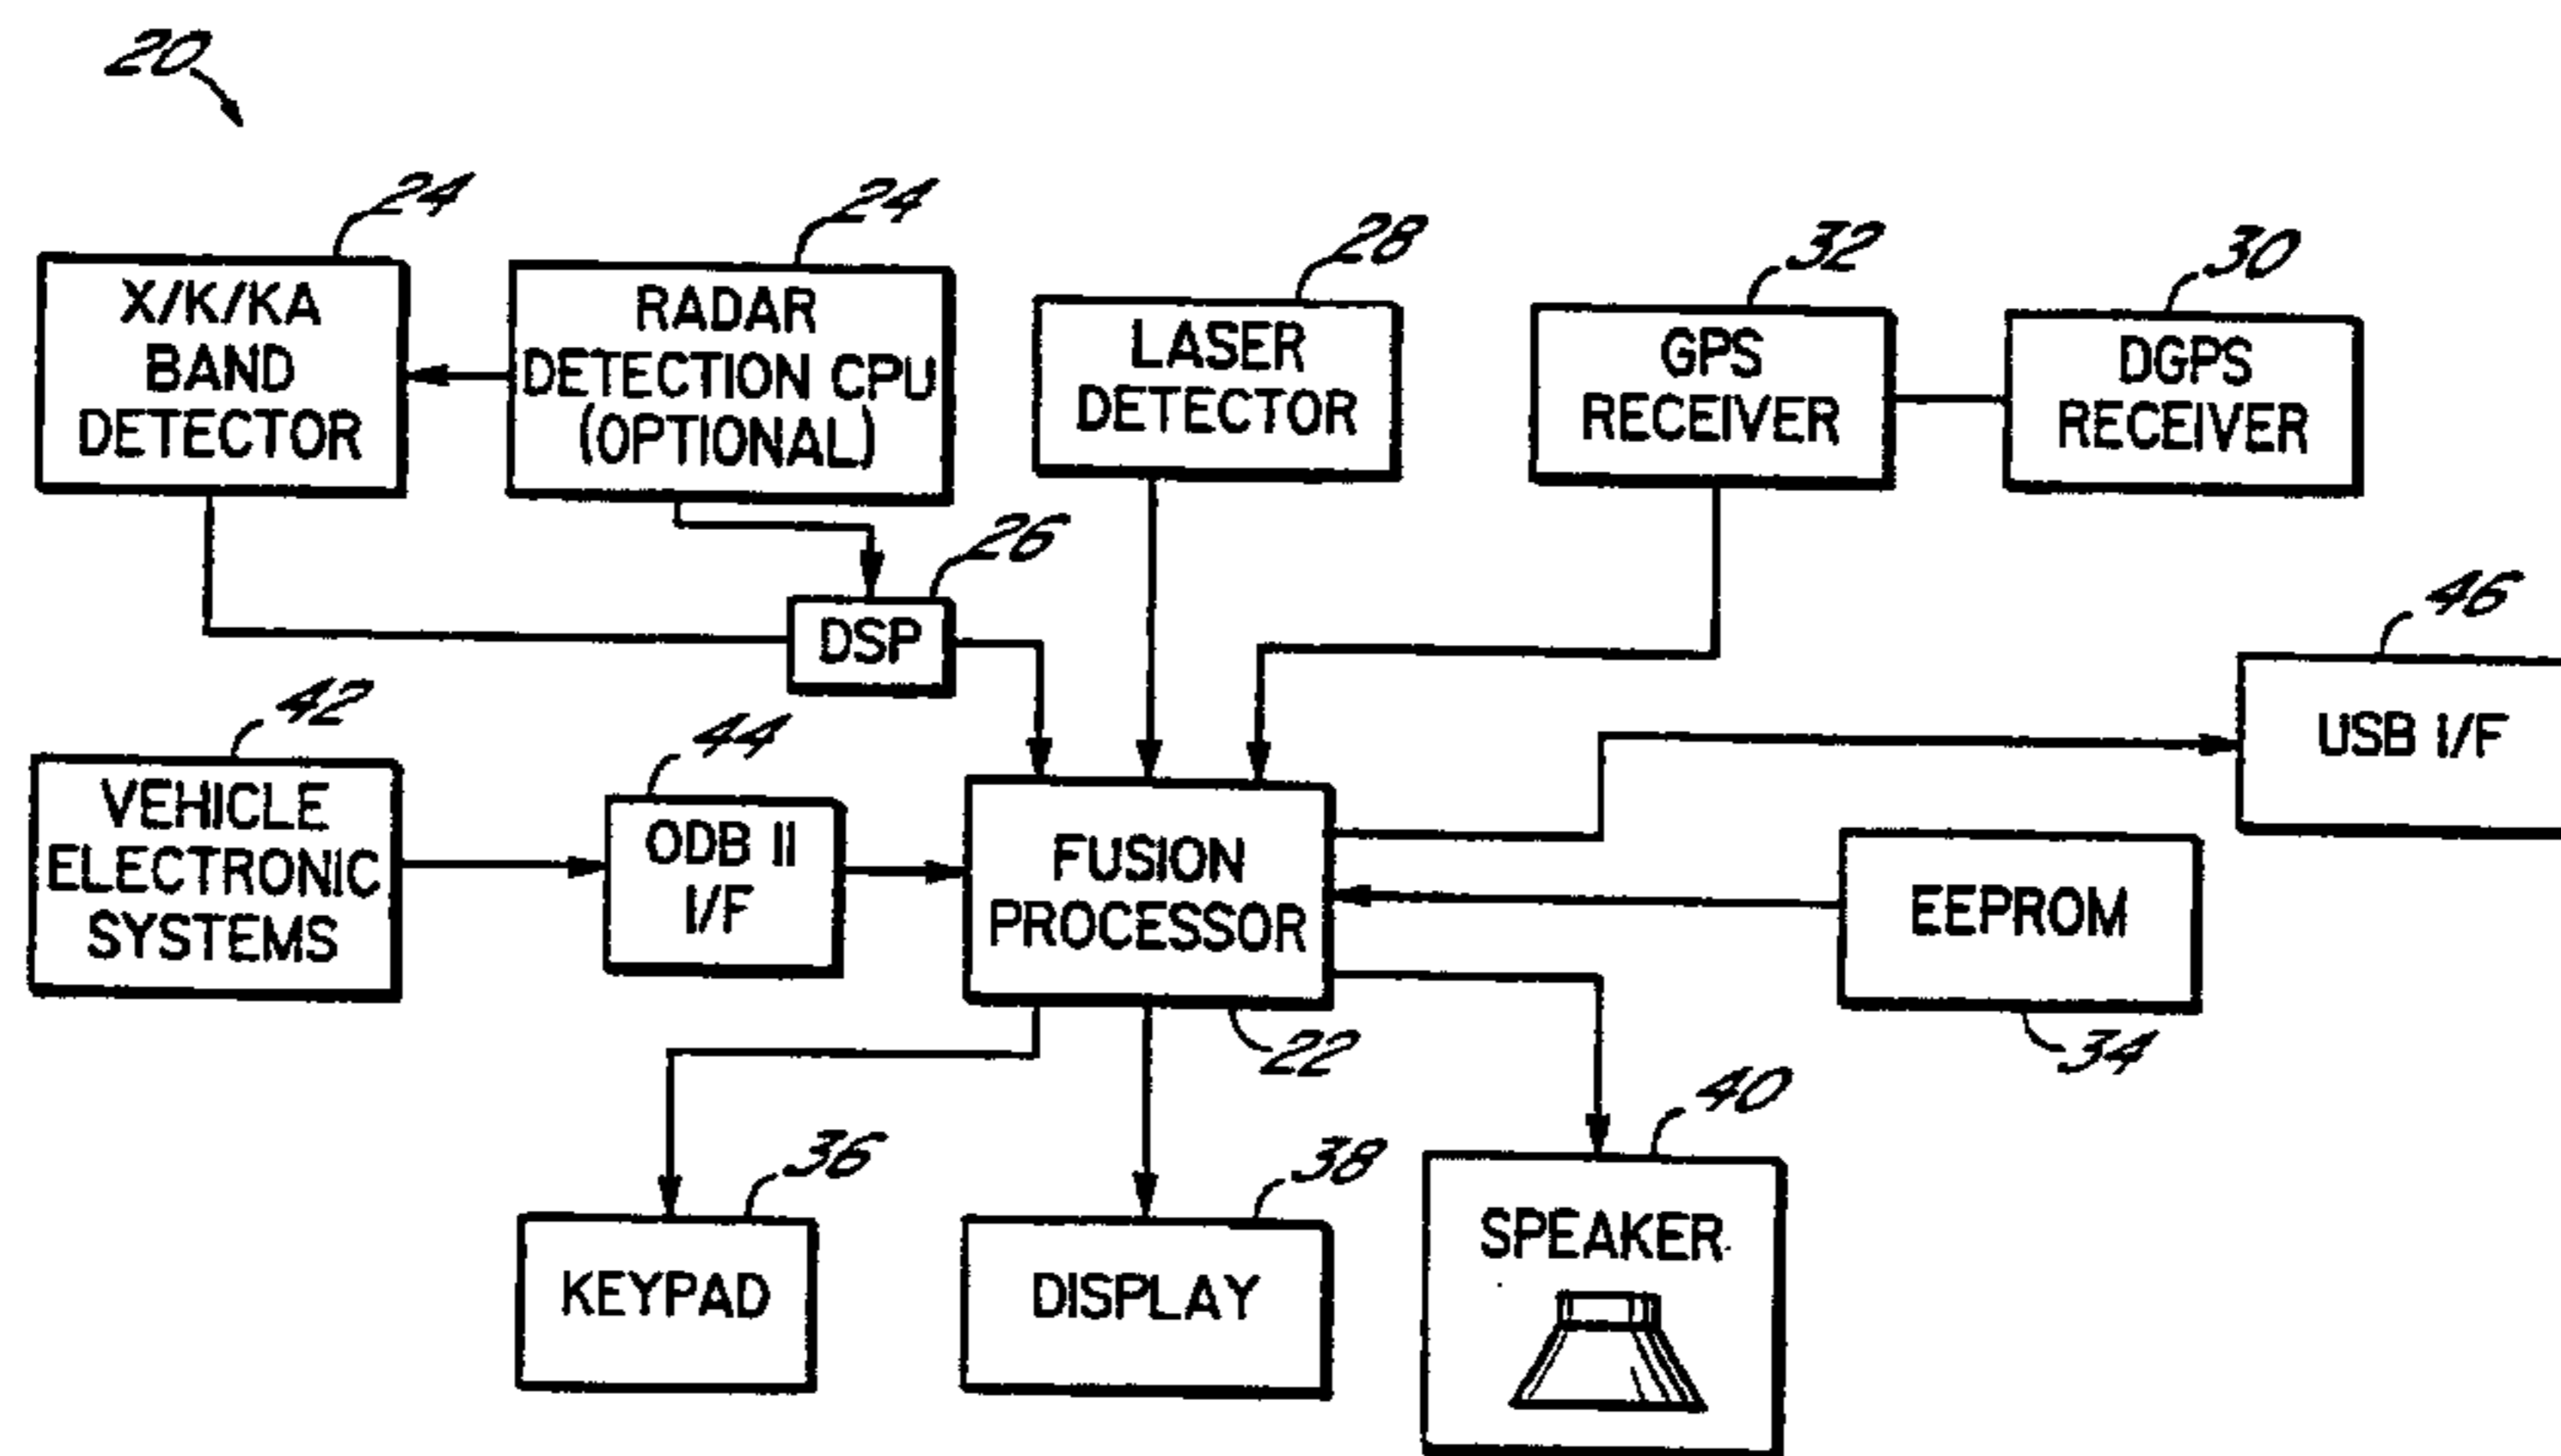 20
24
24
28
32
30
X/K/KA
BAND
DETECTOR
RADAR
DETECTION CPU
(OPTIONAL)
LASER
DETECTOR
GPS
RECEIVER
DGPS
RECEIVER
26
DSP
46
USB I/F
42
VEHICLE
ELECTRONIC
SYSTEMS
44
ODB II
I/F
FUSION
PROCESSOR
22
EEPROM
34
36
KEYPAD
38
DISPLAY
40
SPEAKER